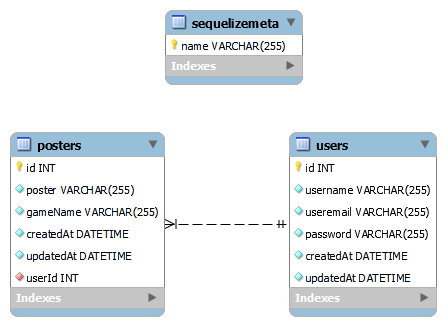 sequelizemeta
name VARCHAR(255)
Indexes
posters
id INT
poster VARCHAR(255)
gameName VARCHAR(255)
createdAt DATETIME
updatedAt DATETIME
userId INT
Indexes
users
id INT
username VARCHAR(255)
useremail VARCHAR(255)
password VARCHAR(255)
createdAt DATETIME
updatedAt DATETIME
Indexes